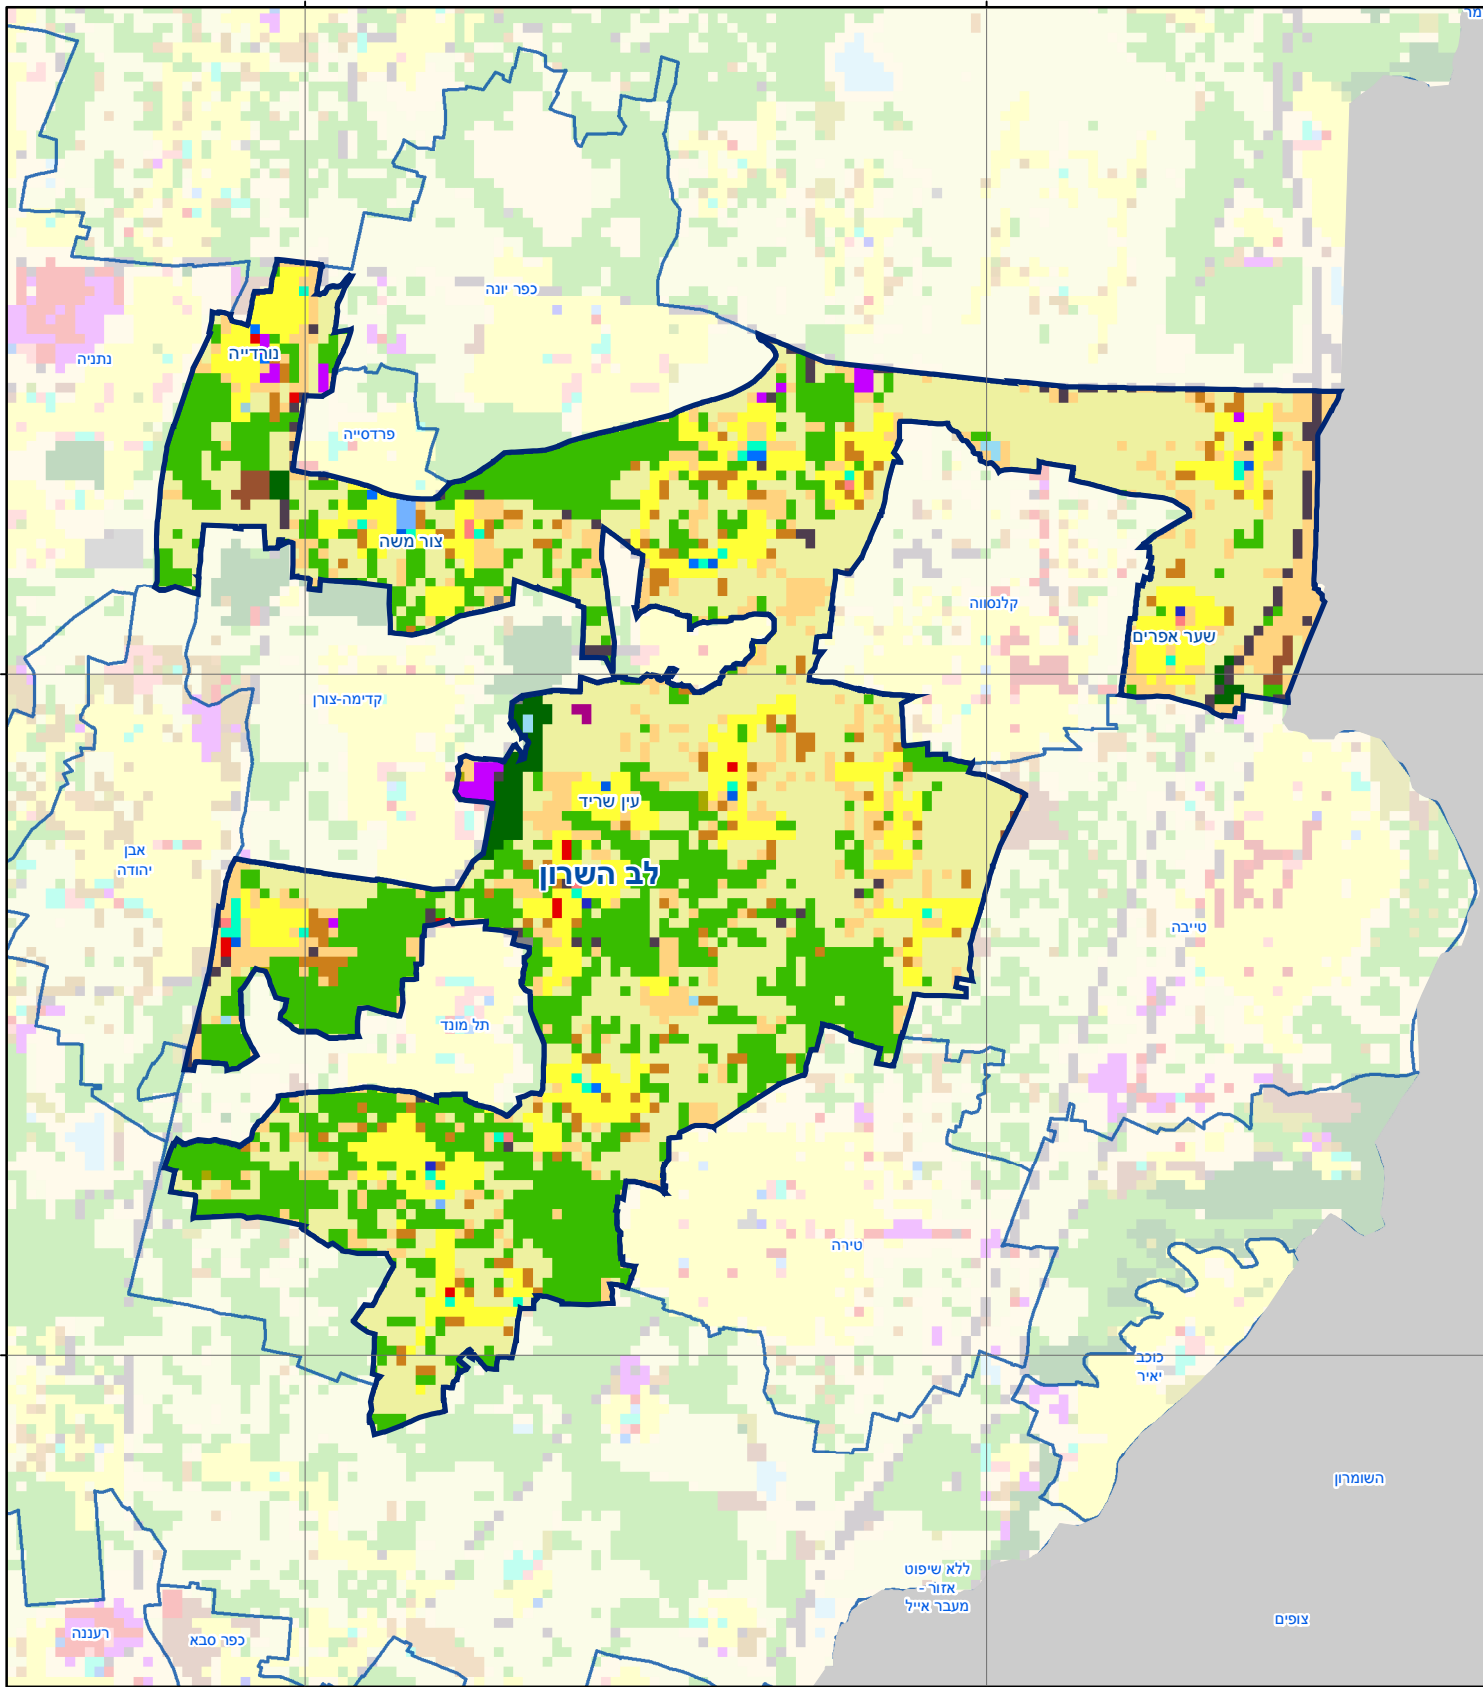 כפר יונה
נורדייה
נתניה
פרדסייה
צור משה
קלנסווה
שער אפרים
קדימה-צורן
עין שריד
אבן
יהודה
לב השרון
טייבה
תל מונד
טירה
כוכב
יאיר
השומרון
ללא שיפוט
אזור -
מעבר אייל
צופים
רעננה
כפר סבא